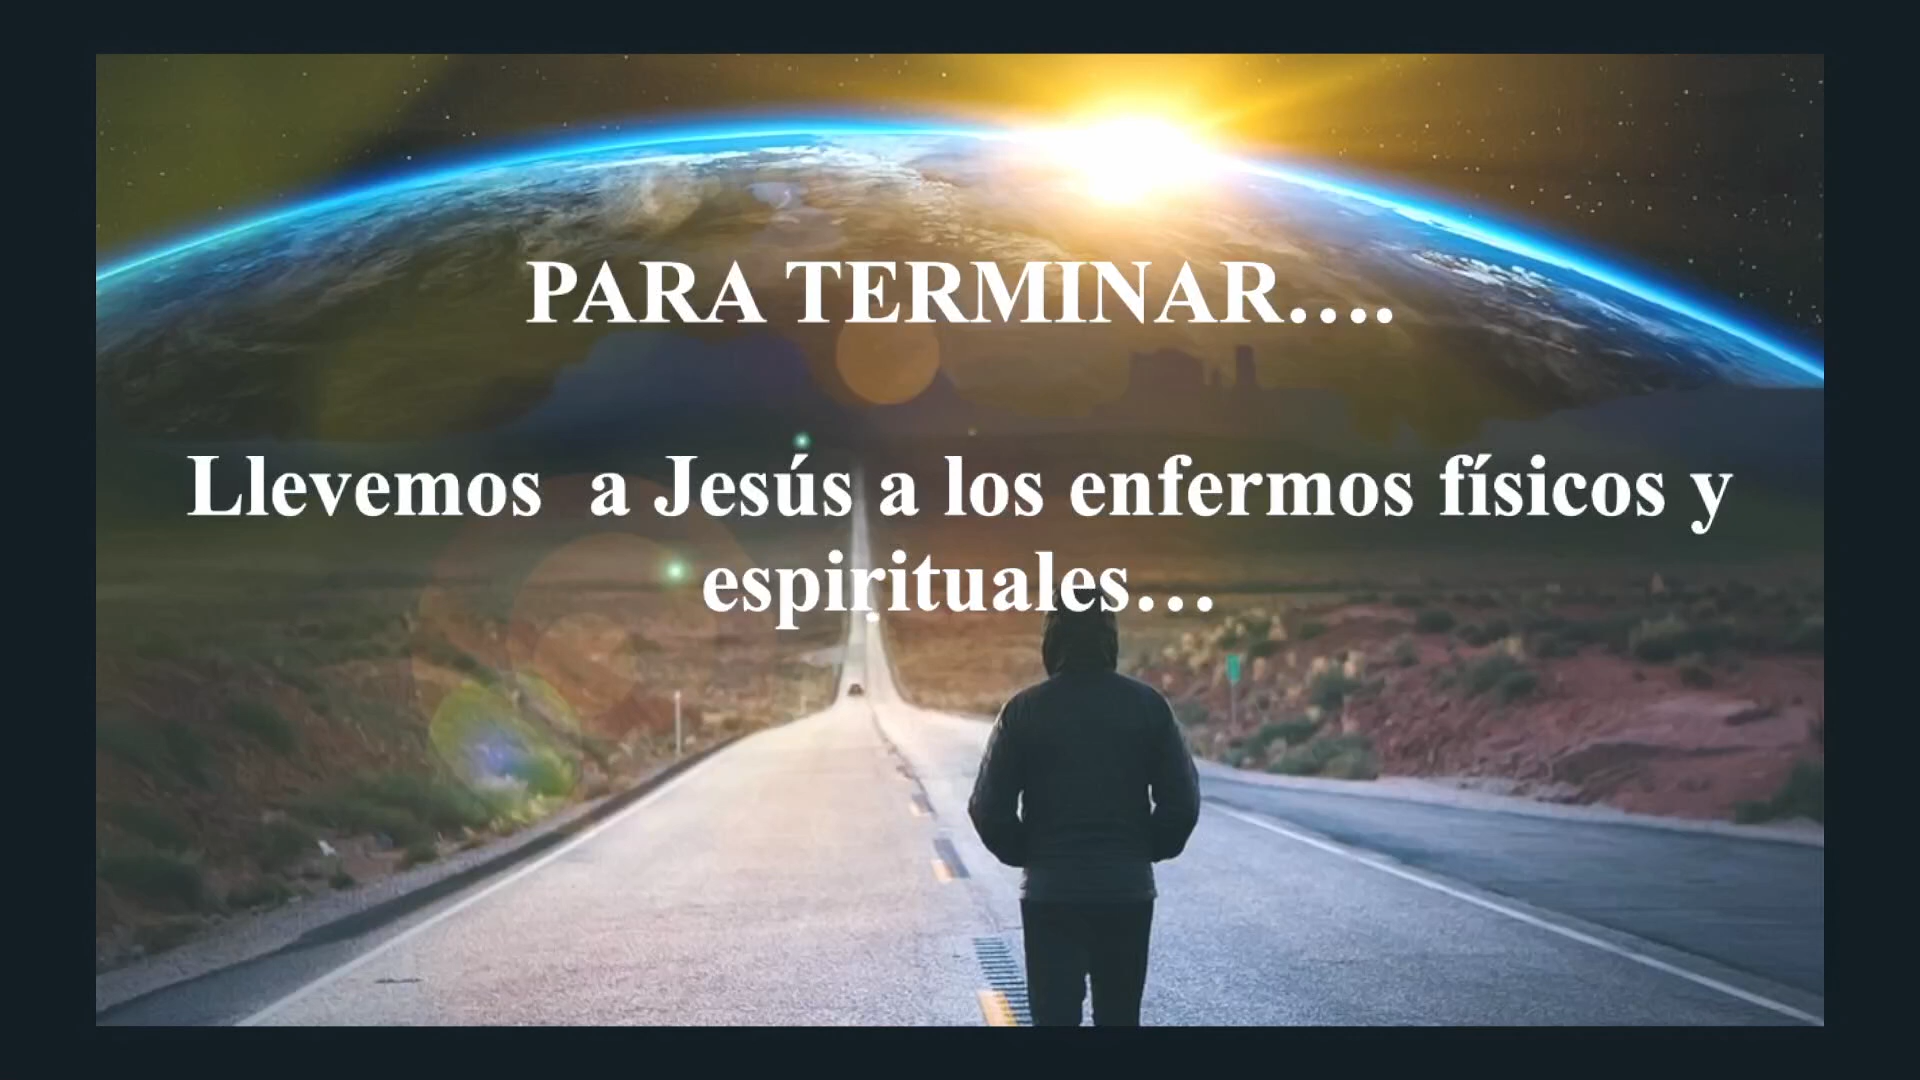 PARA TERMINAR....
Llevemos  a Jesús a los enfermos físicos y
espirituales...